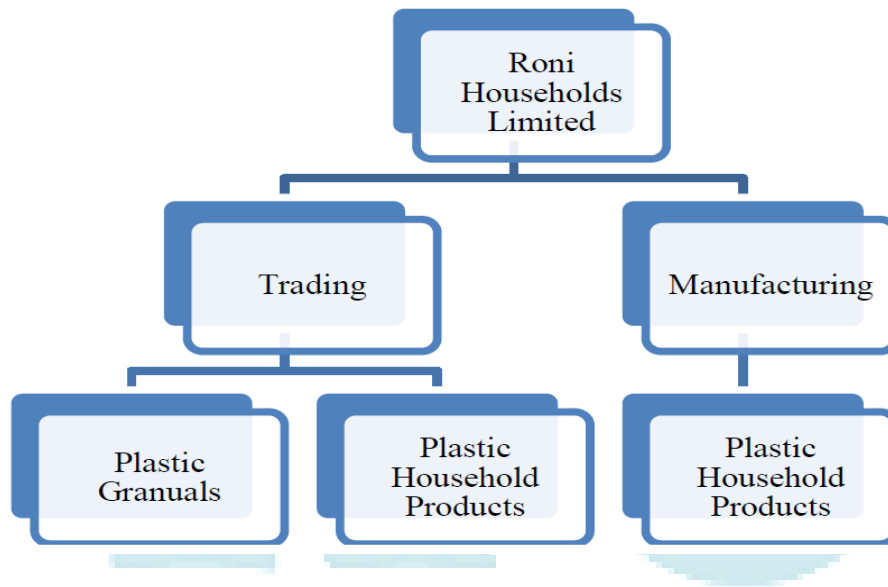 Roni
Households
Limited
Trading
Manufacturing
Plastic
Granuals
Plastic
Household
Products
Plastic
Household
Products